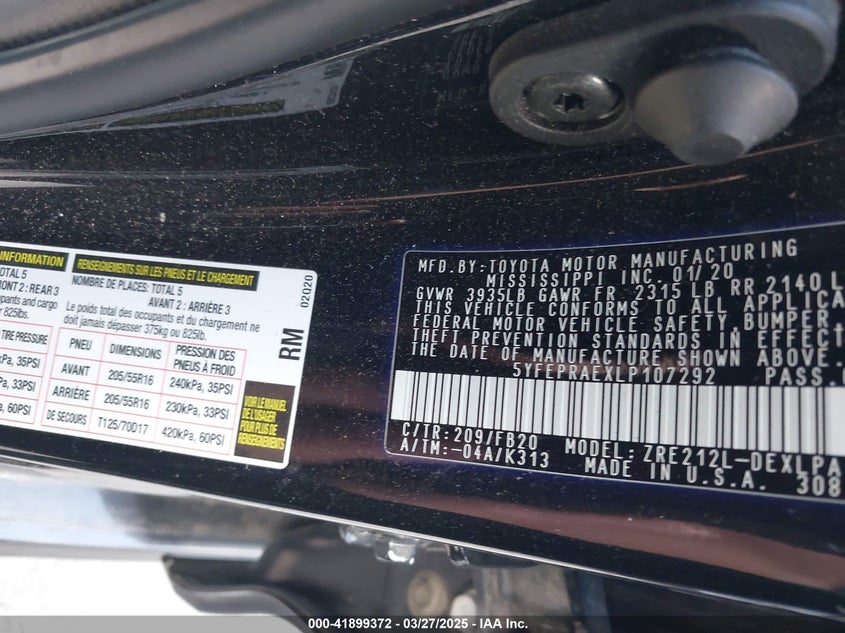 INFORMATION
TOTAL 5
FRONT 2 : REAR 3
occupants and cargo
825lbs.
TIRE PRESSURE
35PSI
33PSI
60PSI
RENSEIGNEMENTS SUR LES PNEUS ET LE CHARGEMENT
NOMBRE DE PLACES: TOTAL 5
AVANT 2 : ARRIÈRE 3
Le poids total des occupants et du chargement ne
doit jamais dépasser 375kg ou 825lb.
PNEU DIMENSIONS PRESSION DES PNEUS À FROID
AVANT 205/55R16 240kPa, 35PSI
ARRIÈRE 205/55R16 230kPa, 33PSI
DE SECOURS T125/70D17 420kPa, 60PSI
02020
RM
VOIR LE MANUEL
DE L'USAGER
POUR PLUS DE
RENSEIGNEMENTS
MFD.BY:TOYOTA MOTOR MANUFACTURING
MISSISSIPPI INC. 01/20
GVWR 3935LB GAWR FR 2315 LB RR 2140 L
THIS VEHICLE CONFORMS TO ALL APPLICA
FEDERAL MOTOR VEHICLE SAFETY,BUMPER,
THEFT PREVENTION STANDARDS IN EFFECT
THE DATE OF MANUFACTURE SHOWN ABOVE
5YFEPRAEXLP107292 PASS.
C/TR:209/FB20 MODEL:ZRE212L-DEXLPA
A/TM:-04A/K313 MADE IN U.S.A. 308
000-41899372 — 03/27/2025 — IAA Inc.